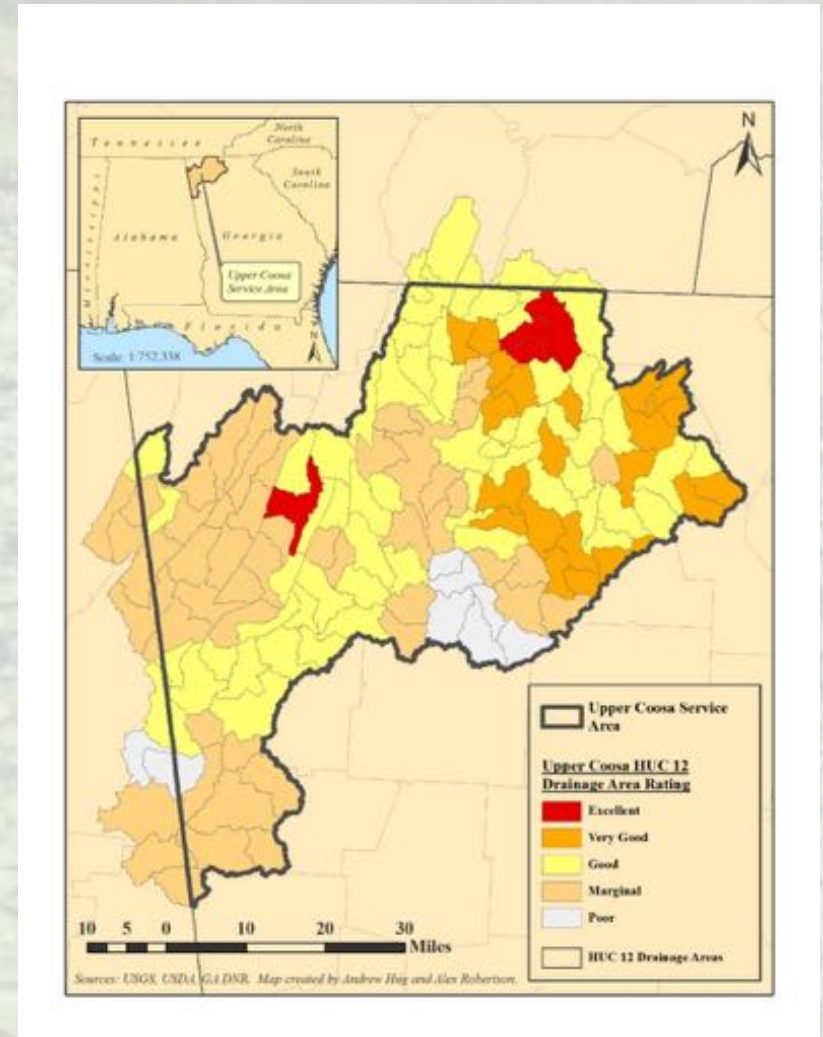 Tennessee
North
Carolina
South
Carolina
Mississippi
Alabama
Georgia
Upper Coosa
Service Area
Florida
N
Scale: 1:752,338
N
Upper Coosa Service
Area
Upper Coosa HUC 12
Drainage Area Rating
Excellent
Very Good
Good
Marginal
Poor
HUC 12 Drainage Areas
10 5 0 10 20 30
Miles
Sources: USGS, USDA, GA DNR. Map created by Andrew Hug and Alex Robertson.